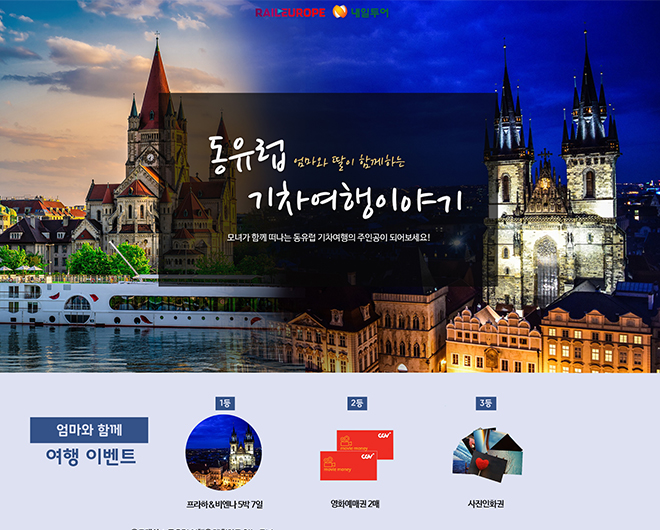 RAIL EUROPE 내일투어
동유럽 엄마와 딸이 함께하는
기차여행이야기
모녀가 함께 떠나는 동유럽 기차여행의 주인공이 되어보세요!
1등 2등 3등
엄마와 함께
여행 이벤트
CGV
movie money
CGV
movie money
프라하&비엔나 5박 7일 영화예매권 2매 사진인화권